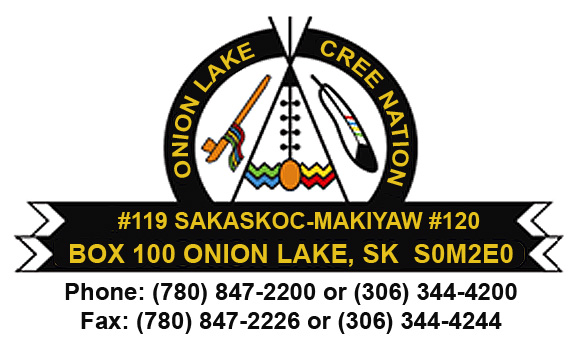 ONION LAKE CREE NATION
#119 SAKASKOC-MAKIYAW #120
BOX 100 ONION LAKE, SK S0M2E0
Phone: (780) 847-2200 or (306) 344-4200
Fax: (780) 847-2226 or (306) 344-4244